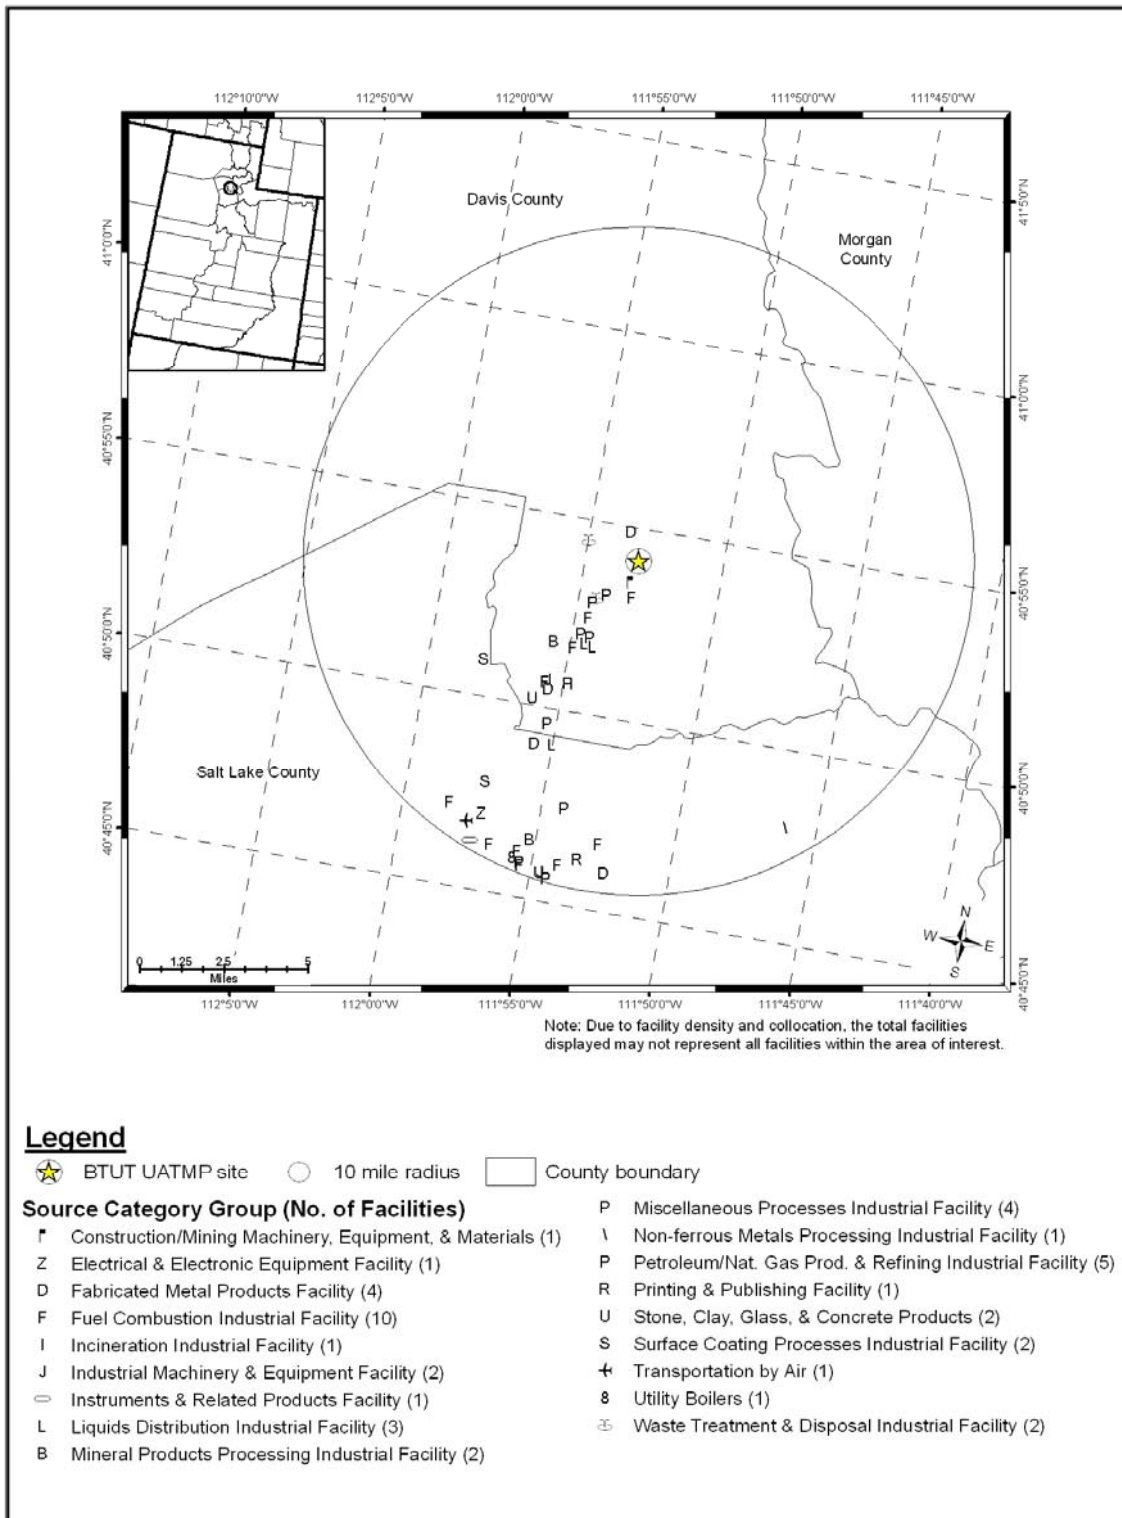 112°10'0"W 112°5'0"W 112°0'0"W 111°55'0"W 111°50'0"W 111°45'0"W
Davis County
Morgan
County
41°5'0"N
41°0'0"N
41°0'0"N
40°55'0"N
40°55'0"N
40°50'0"N
40°50'0"N
40°45'0"N
40°45'0"N
D
F
P P
F
P P
B F L L
S
F
D
U
P
D L
Salt Lake County
S
F
Z
P
F B F
8 F
F R
U D
P
N
W E
S
0 1.25 2.5 5
Miles
112°5'0"W 112°0'0"W 111°55'0"W 111°50'0"W 111°45'0"W 111°40'0"W
Note: Due to facility density and collocation, the total facilities
displayed may not represent all facilities within the area of interest.
Legend
BTUT UATMP site 10 mile radius County boundary
Source Category Group (No. of Facilities)
Construction/Mining Machinery, Equipment, & Materials (1)
Z Electrical & Electronic Equipment Facility (1)
D Fabricated Metal Products Facility (4)
F Fuel Combustion Industrial Facility (10)
I Incineration Industrial Facility (1)
J Industrial Machinery & Equipment Facility (2)
Instruments & Related Products Facility (1)
L Liquids Distribution Industrial Facility (3)
B Mineral Products Processing Industrial Facility (2)
P Miscellaneous Processes Industrial Facility (4)
\ Non-ferrous Metals Processing Industrial Facility (1)
P Petroleum/Nat. Gas Prod. & Refining Industrial Facility (5)
R Printing & Publishing Facility (1)
U Stone, Clay, Glass, & Concrete Products (2)
S Surface Coating Processes Industrial Facility (2)
Transportation by Air (1)
8 Utility Boilers (1)
Waste Treatment & Disposal Industrial Facility (2)